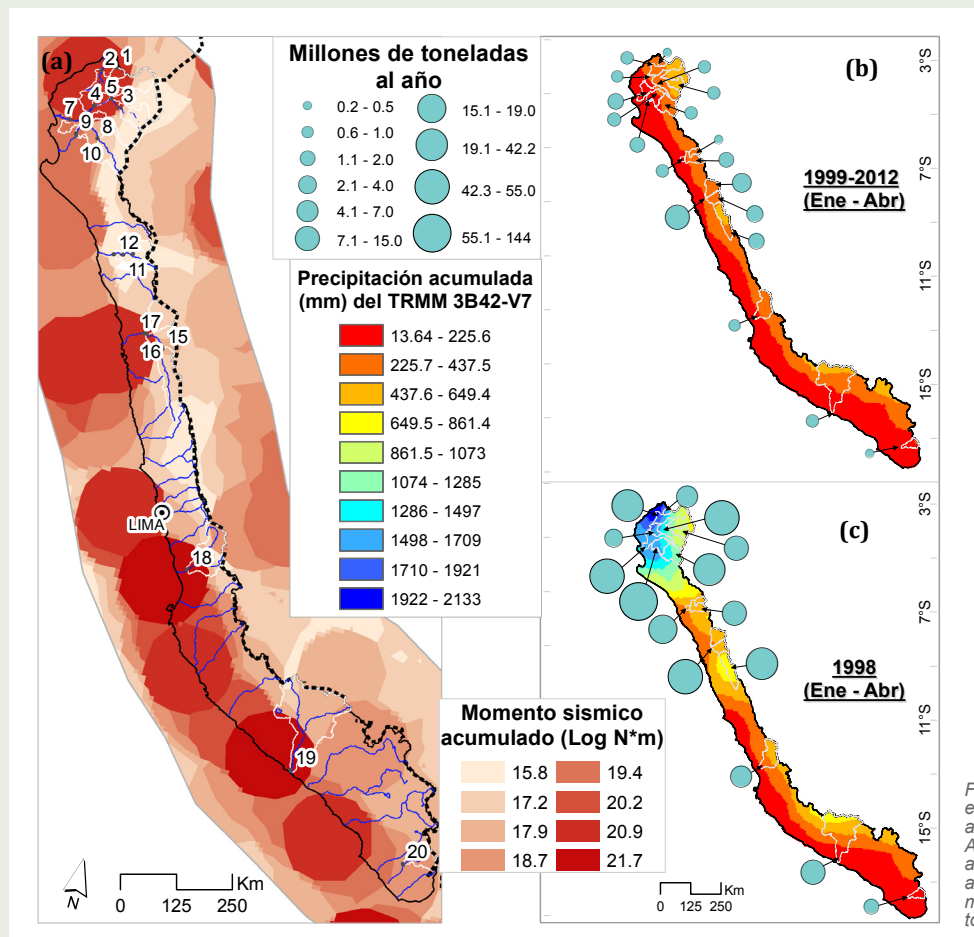 (a)
1
2
5
3
4
7
9
8
10
12
11
17
15
16
LIMA
18
19
20
Km
0 125 250
Millones de toneladas
al año
0.2 - 0.5
0.6 - 1.0
1.1 - 2.0
2.1 - 4.0
4.1 - 7.0
7.1 - 15.0
15.1 - 19.0
19.1 - 42.2
42.3 - 55.0
55.1 - 144
Precipitación acumulada
(mm) del TRMM 3B42-V7
13.64 - 225.6
225.7 - 437.5
437.6 - 649.4
649.5 - 861.4
861.5 - 1073
1074 - 1285
1286 - 1497
1498 - 1709
1710 - 1921
1922 - 2133
Momento sismico
acumulado (Log N*m)
15.8
17.2
17.9
18.7
19.4
20.2
20.9
21.7
(b)
1999-2012
(Ene - Abr)
3°S
7°S
11°S
15°S
(c)
1998
(Ene - Abr)
3°S
7°S
11°S
15°S
Km
0 125 250
F
e
a
A
a
a
n
to